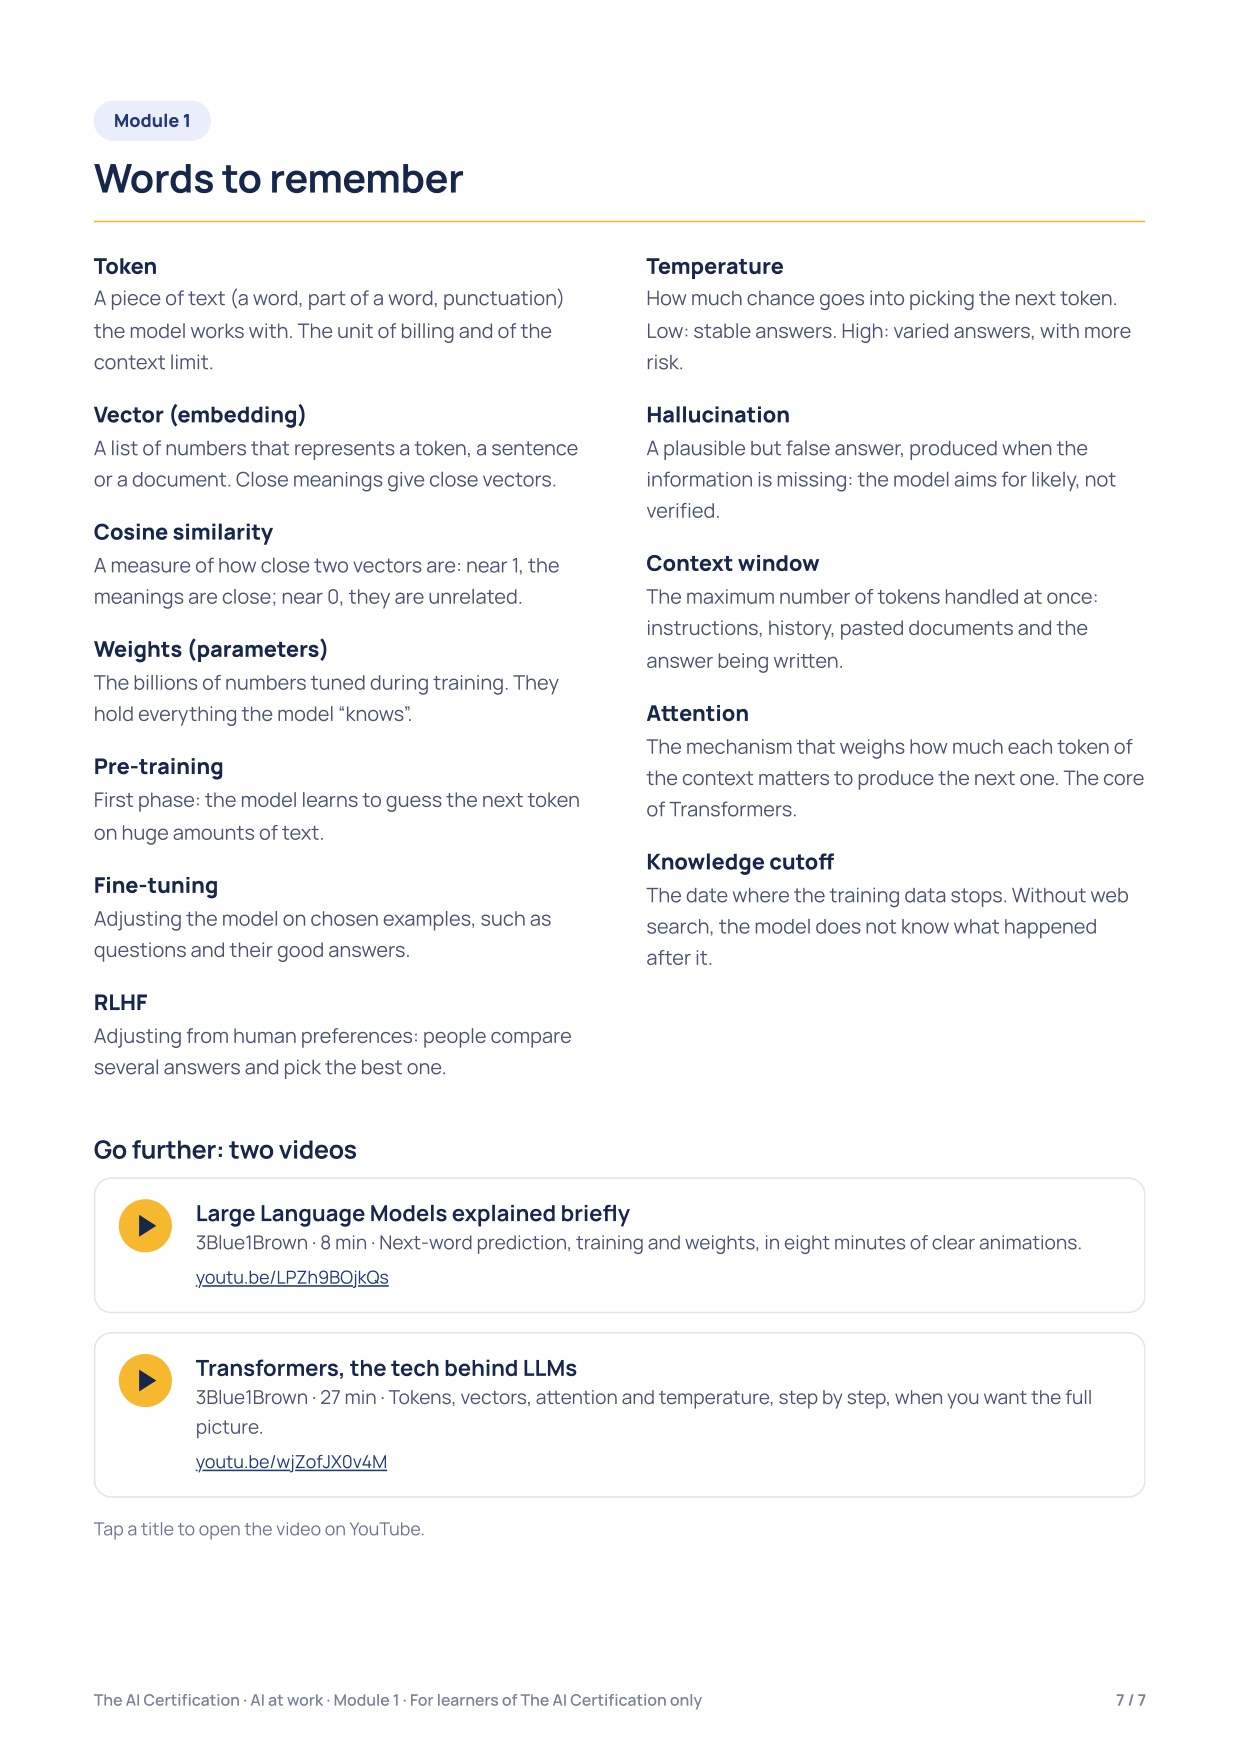 Module 1
Words to remember
Token
A piece of text (a word, part of a word, punctuation)
the model works with. The unit of billing and of the
context limit.
Vector (embedding)
A list of numbers that represents a token, a sentence
or a document. Close meanings give close vectors.
Cosine similarity
A measure of how close two vectors are: near 1, the
meanings are close; near 0, they are unrelated.
Weights (parameters)
The billions of numbers tuned during training. They
hold everything the model “knows”.
Pre-training
First phase: the model learns to guess the next token
on huge amounts of text.
Fine-tuning
Adjusting the model on chosen examples, such as
questions and their good answers.
RLHF
Adjusting from human preferences: people compare
several answers and pick the best one.
Temperature
How much chance goes into picking the next token.
Low: stable answers. High: varied answers, with more
risk.
Hallucination
A plausible but false answer, produced when the
information is missing: the model aims for likely, not
verified.
Context window
The maximum number of tokens handled at once:
instructions, history, pasted documents and the
answer being written.
Attention
The mechanism that weighs how much each token of
the context matters to produce the next one. The core
of Transformers.
Knowledge cutoff
The date where the training data stops. Without web
search, the model does not know what happened
after it.
Go further: two videos
Large Language Models explained briefly
3Blue1Brown · 8 min · Next-word prediction, training and weights, in eight minutes of clear animations.
youtu.be/LPZh9BOjkQs
Transformers, the tech behind LLMs
3Blue1Brown · 27 min · Tokens, vectors, attention and temperature, step by step, when you want the full
picture.
youtu.be/wjZofJX0v4M
Tap a title to open the video on YouTube.
The AI Certification · AI at work · Module 1 · For learners of The AI Certification only
7 / 7